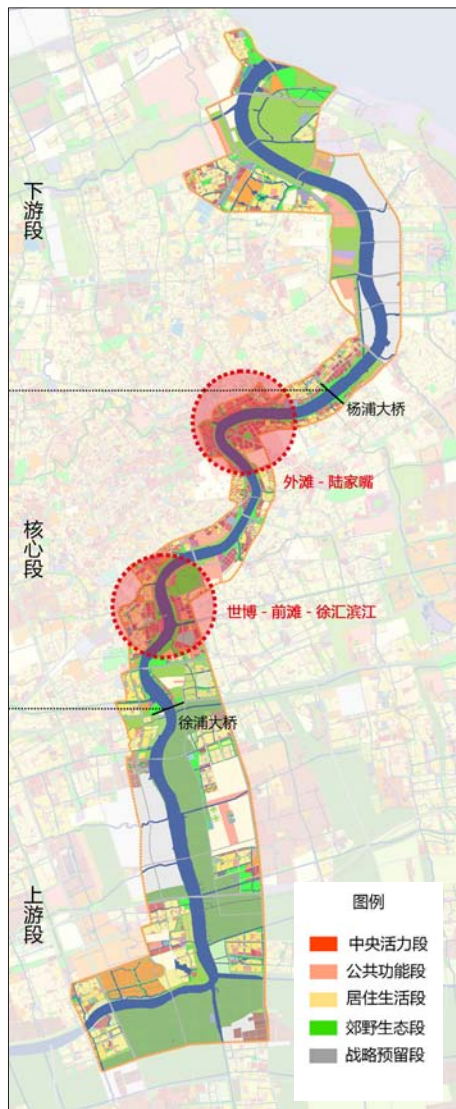 下游段
杨浦大桥
外滩 - 陆家嘴
核心段
世博 - 前滩 - 徐汇滨江
徐浦大桥
上游段
图例
中央活力段
公共功能段
居住生活段
郊野生态段
战略预留段